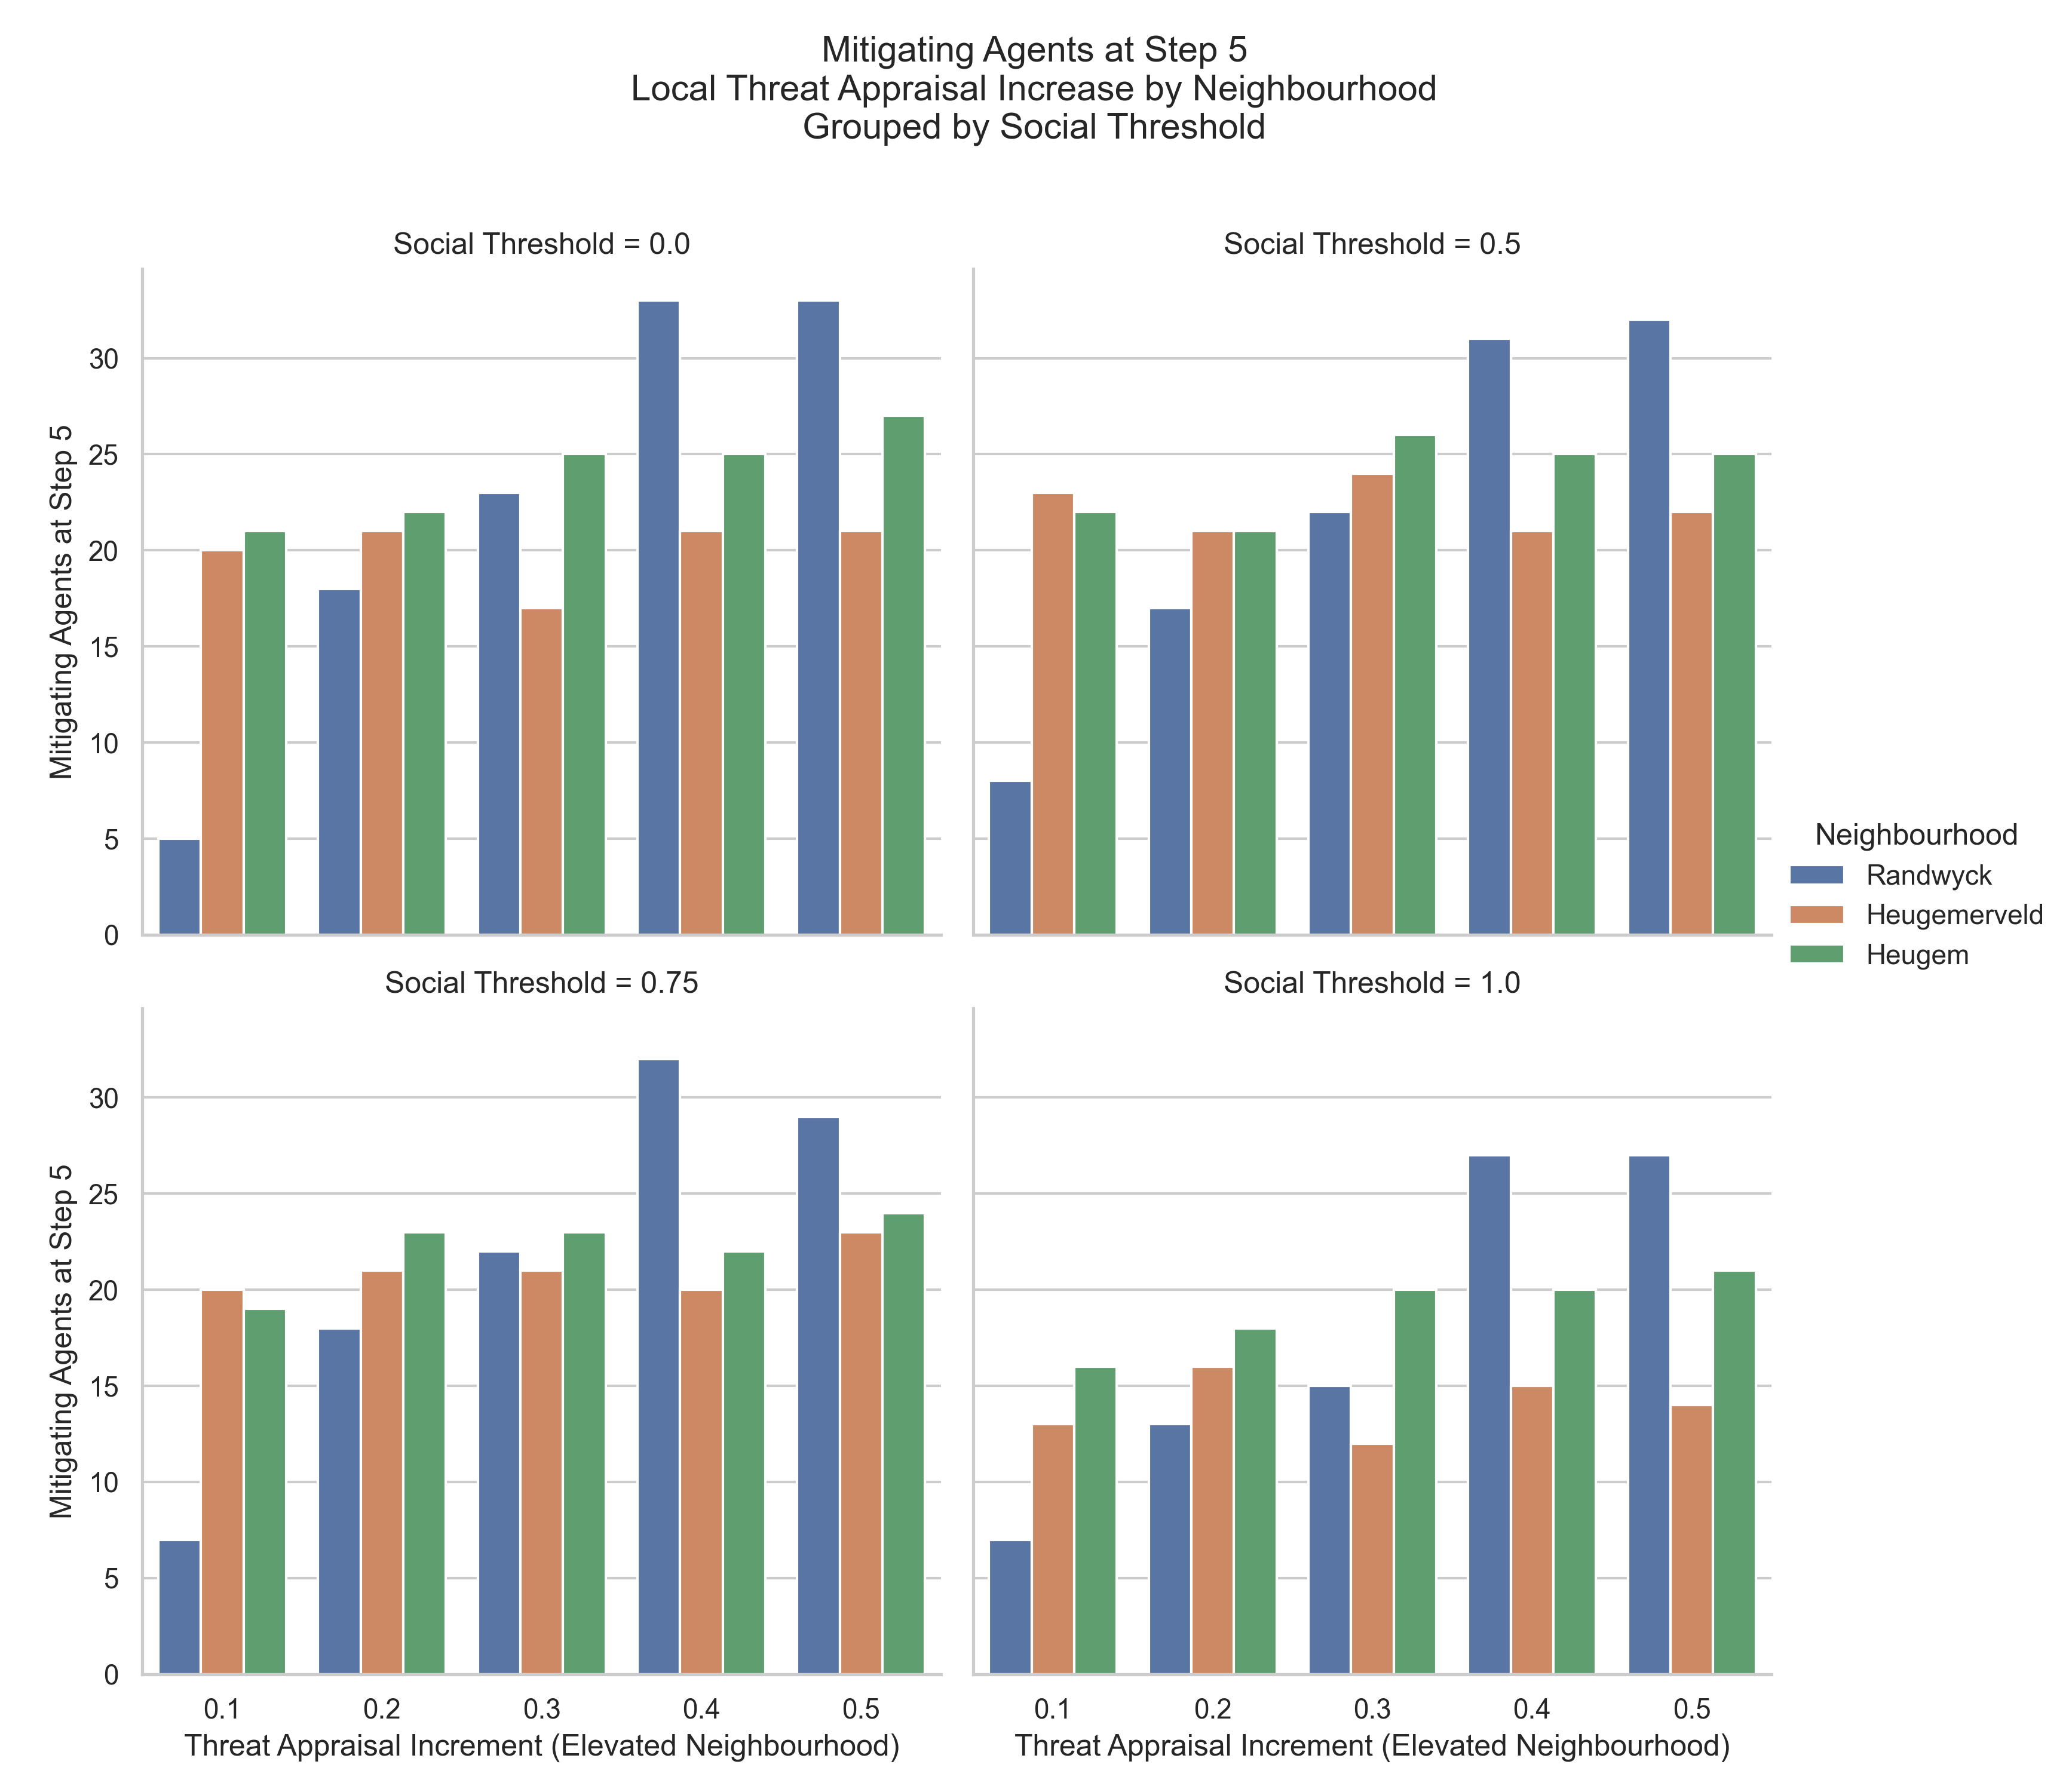 Mitigating Agents at Step 5
Local Threat Appraisal Increase by Neighbourhood
Grouped by Social Threshold
Social Threshold = 0.0
Social Threshold = 0.5
Mitigating Agents at Step 5
30
25
20
15
10
5
0
Neighbourhood
Randwyck
Heugemerveld
Heugem
Social Threshold = 0.75
Social Threshold = 1.0
Mitigating Agents at Step 5
30
25
20
15
10
5
0
0.1 0.2 0.3 0.4 0.5
0.1 0.2 0.3 0.4 0.5
Threat Appraisal Increment (Elevated Neighbourhood)
Threat Appraisal Increment (Elevated Neighbourhood)